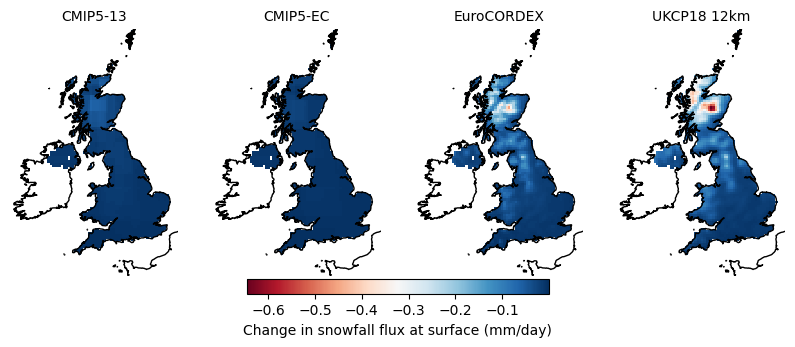 CMIP5-13 CMIP5-EC EuroCORDEX UKCP18 12km
−0.6 −0.5 −0.4 −0.3 −0.2 −0.1
Change in snowfall flux at surface (mm/day)